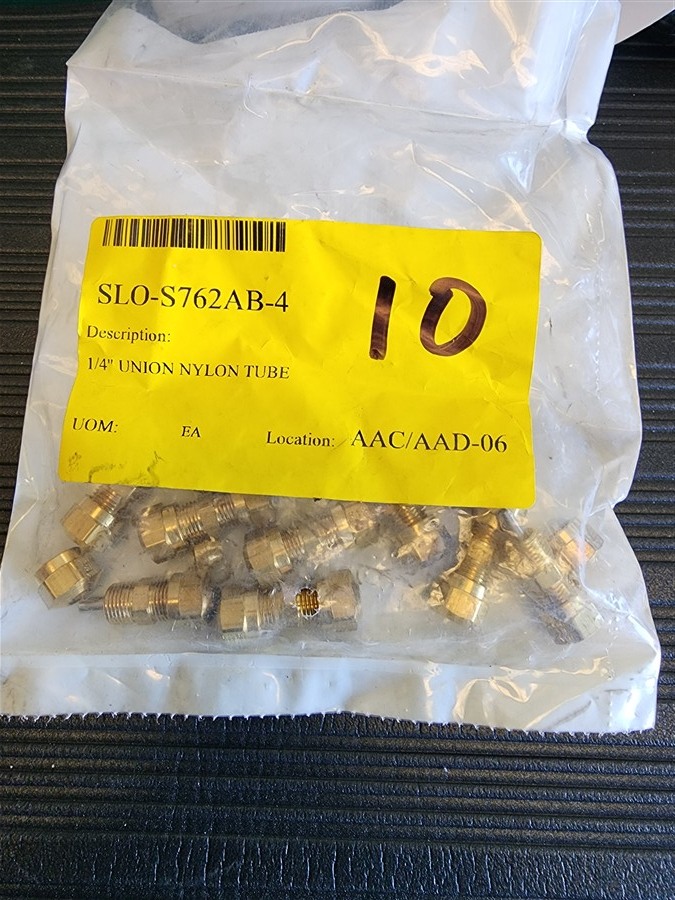 SLO-S762AB-4
10
Description:
1/4" UNION NYLON TUBE
UOM: EA Location: AAC/AAD-06